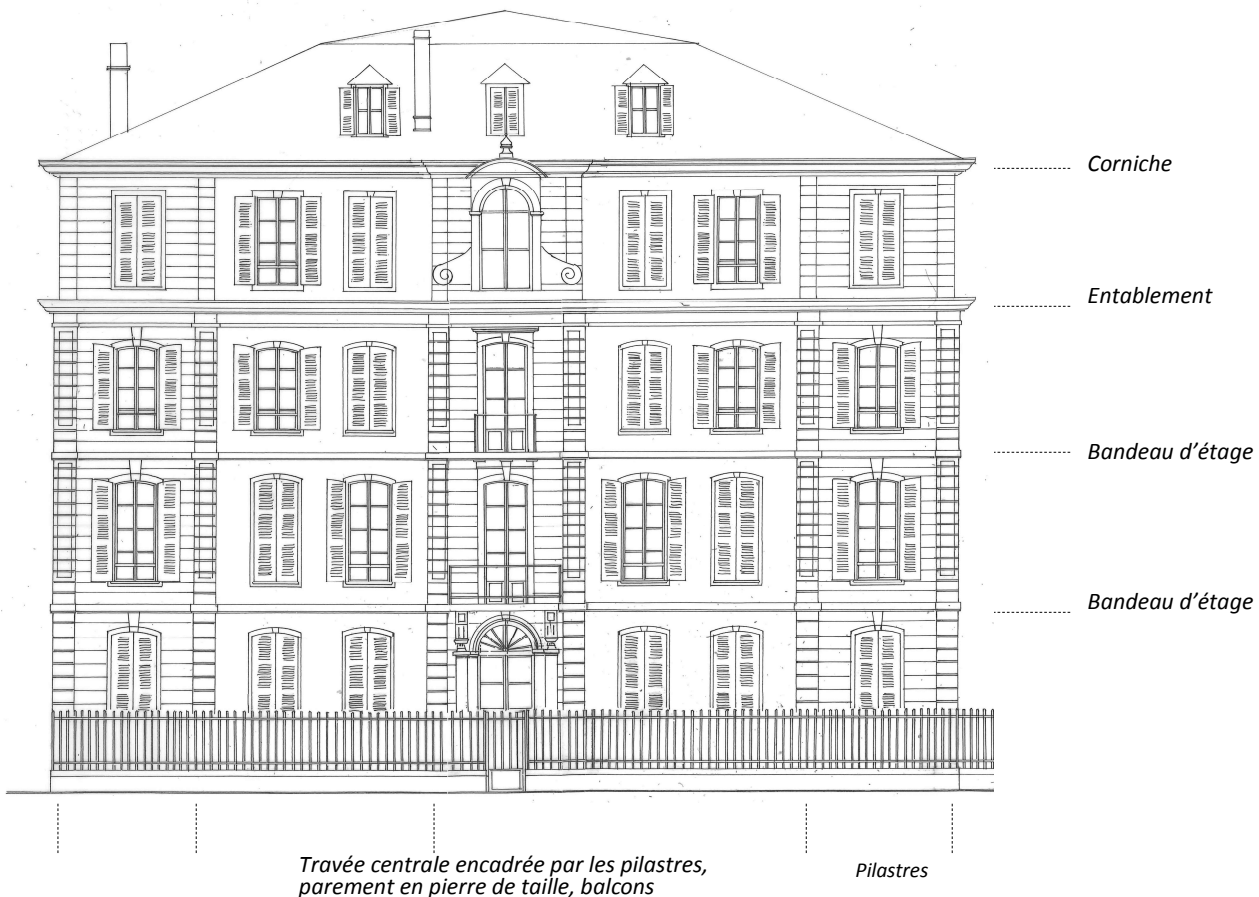 Corniche
Entablement
Bandeau d'étage
Bandeau d'étage
Travée centrale encadrée par les pilastres,
parement en pierre de taille, balcons
Pilastres